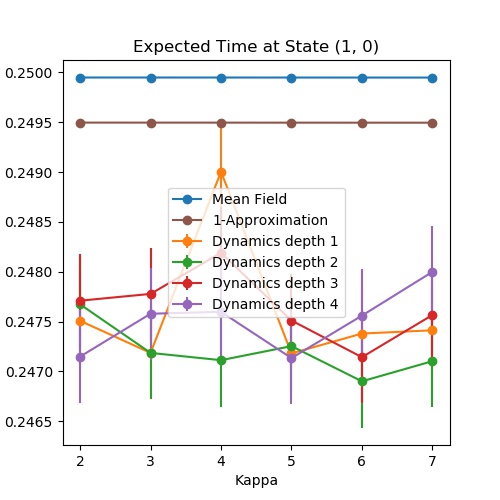 Expected Time at State (1, 0)
0.2500
0.2495
0.2490
0.2485
0.2480
0.2475
0.2470
0.2465
Mean Field
1-Approximation
Dynamics depth 1
Dynamics depth 2
Dynamics depth 3
Dynamics depth 4
2 3 4 5 6 7
Kappa